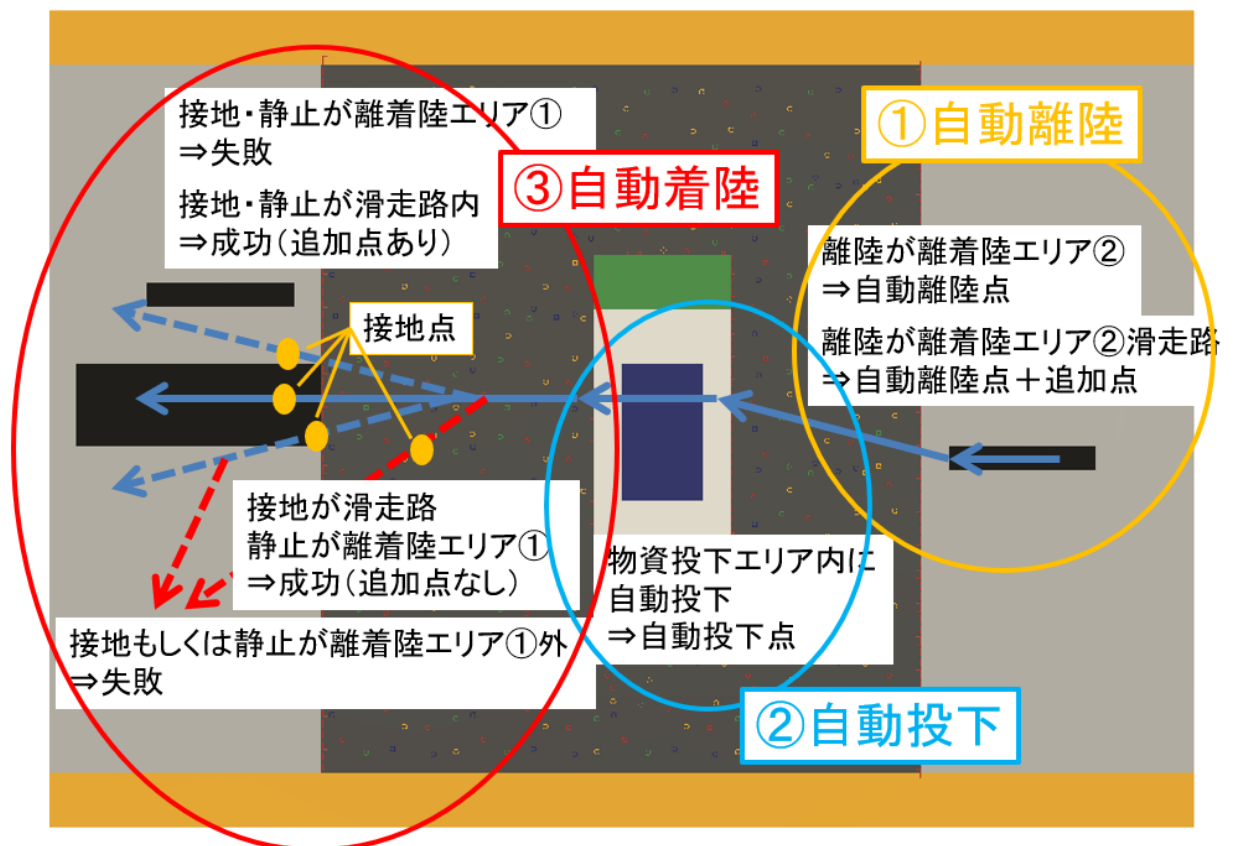 接地・静止が離着陸エリア①
⇒失敗
接地・静止が滑走路内
⇒成功(追加点あり)
③自動着陸
①自動離陸
離陸が離着陸エリア②
⇒自動離陸点
離陸が離着陸エリア②滑走路
⇒自動離陸点+追加点
接地点
接地が滑走路
静止が離着陸エリア①
⇒成功(追加点なし)
物資投下エリア内に
自動投下
⇒自動投下点
接地もしくは静止が離着陸エリア①外
⇒失敗
②自動投下